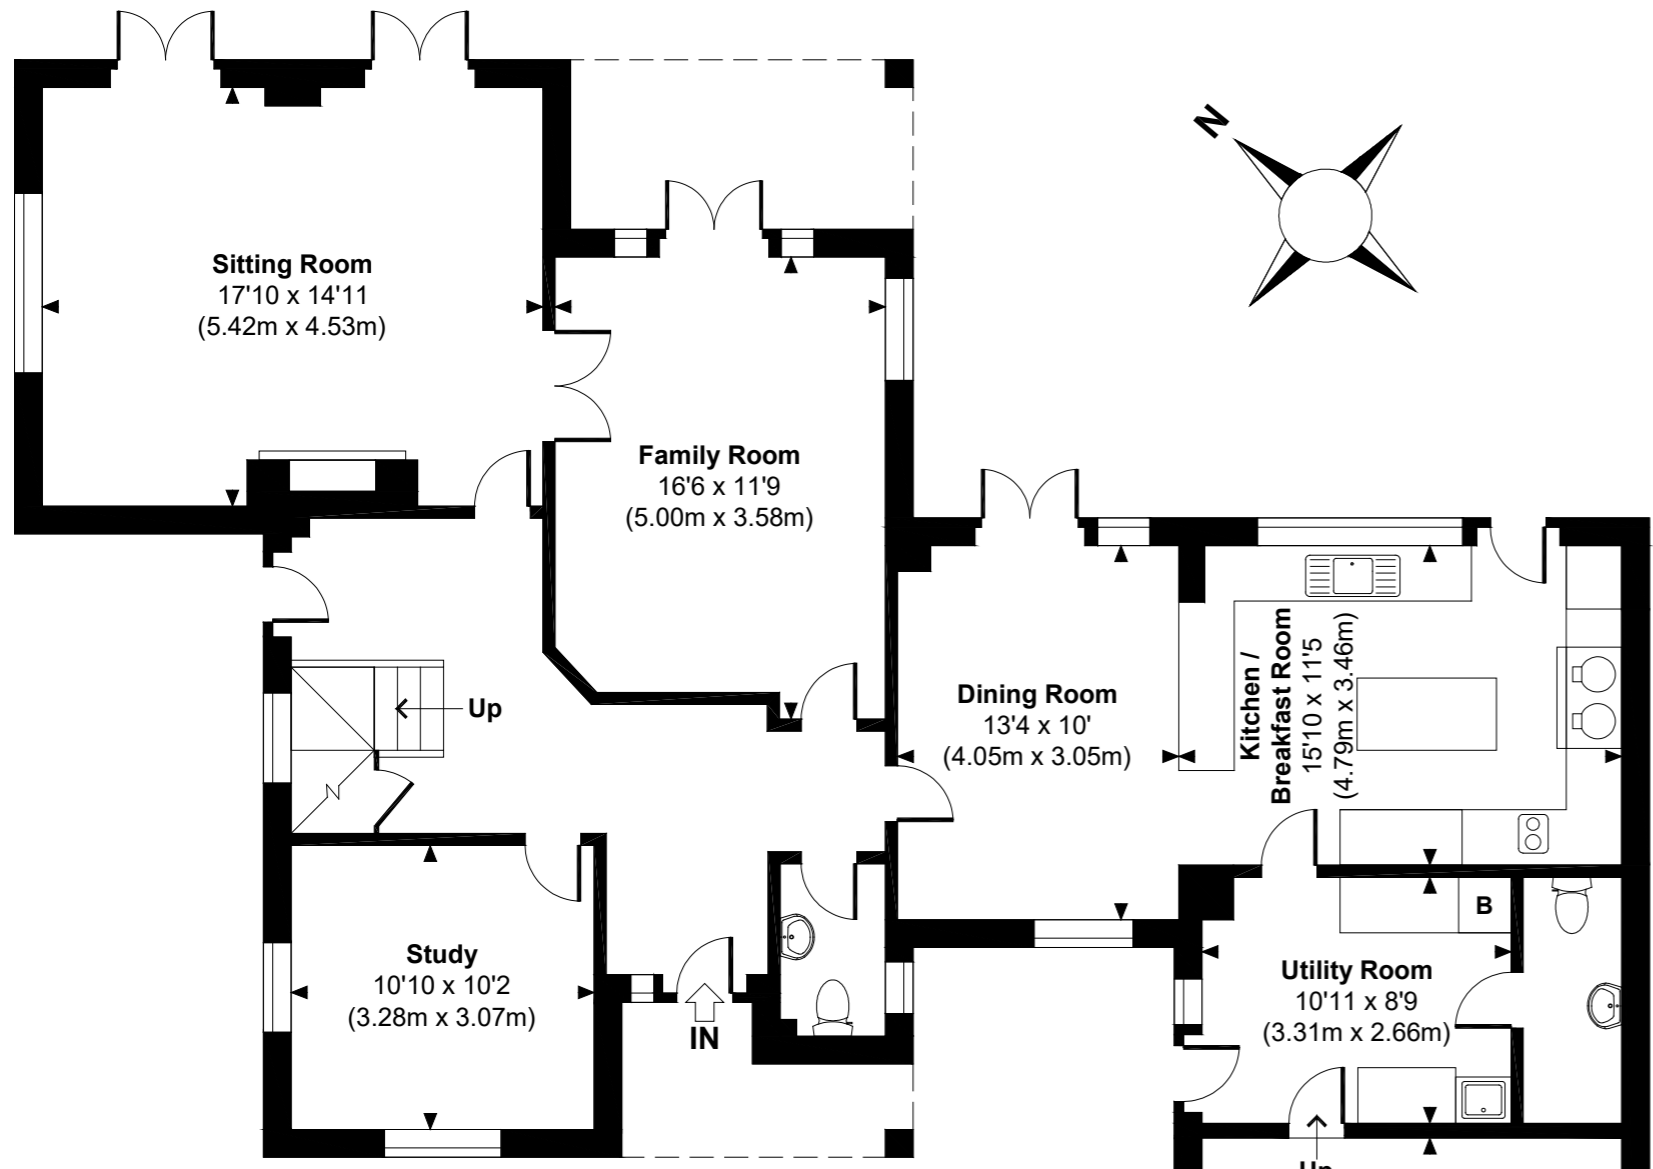 N
Sitting Room
17'10 x 14'11
(5.42m x 4.53m)
Family Room
16'6 x 11'9
(5.00m x 3.58m)
Up
Dining Room
13'4 x 10'
(4.05m x 3.05m)
Kitchen /
Breakfast Room
15'10 x 11'5
(4.79m x 3.46m)
N
B
Study
10'10 x 10'2
(3.28m x 3.07m)
IN
Utility Room
10'11 x 8'9
(3.31m x 2.66m)
Up